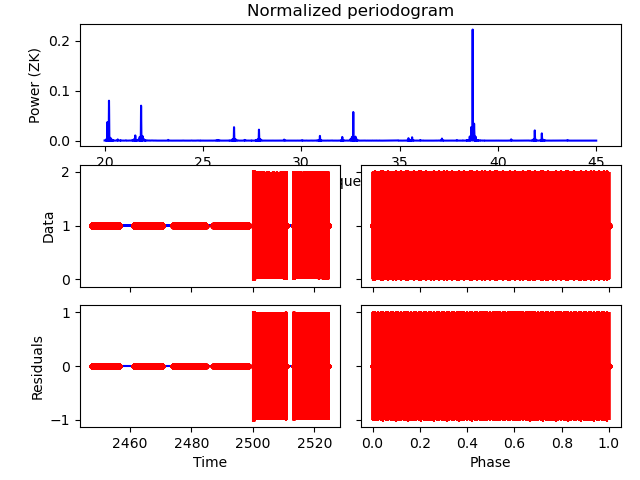 Normalized periodogram
Power (ZK)
0.2
0.1
0.0
20 25 30 35 40 45
Data
2
1
0
Residuals
1
0
−1
2460 2480 2500 2520
0.0 0.2 0.4 0.6 0.8 1.0
Time
Phase